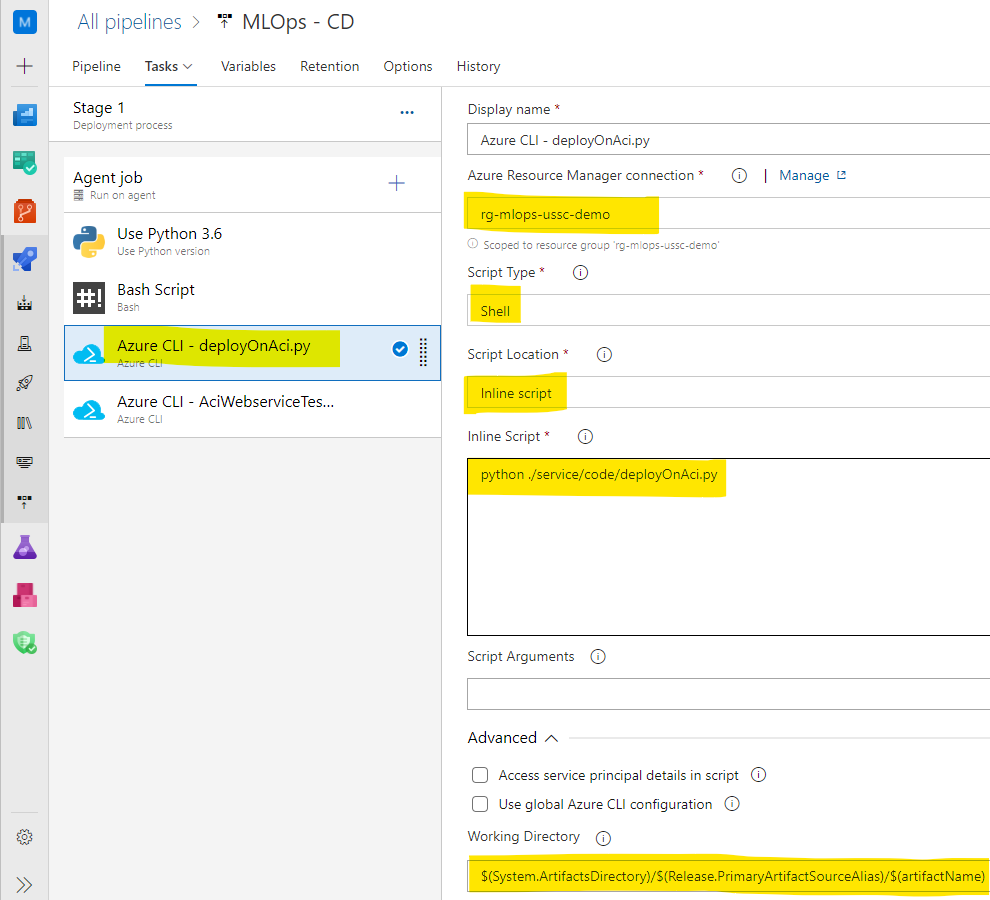 M
All pipelines > MLOps - CD
Pipeline Tasks Variables Retention Options History
Stage 1
Deployment process
...
Agent job
Run on agent
Use Python 3.6
Use Python version
#!
Bash Script
Bash
Azure CLI - deployOnAci.py
Azure CLI
Azure CLI - AciWebserviceTes...
Azure CLI
Display name *
Azure CLI - deployOnAci.py
Azure Resource Manager connection * | Manage
rg-mlops-ussc-demo
Scoped to resource group 'rg-mlops-ussc-demo'
Script Type *
Shell
Script Location *
Inline script
Inline Script *
python ./service/code/deployOnAci.py
Script Arguments
Advanced
Access service principal details in script
Use global Azure CLI configuration
Working Directory
$(System.ArtifactsDirectory)/$(Release.PrimaryArtifactSourceAlias)/$(artifactName)